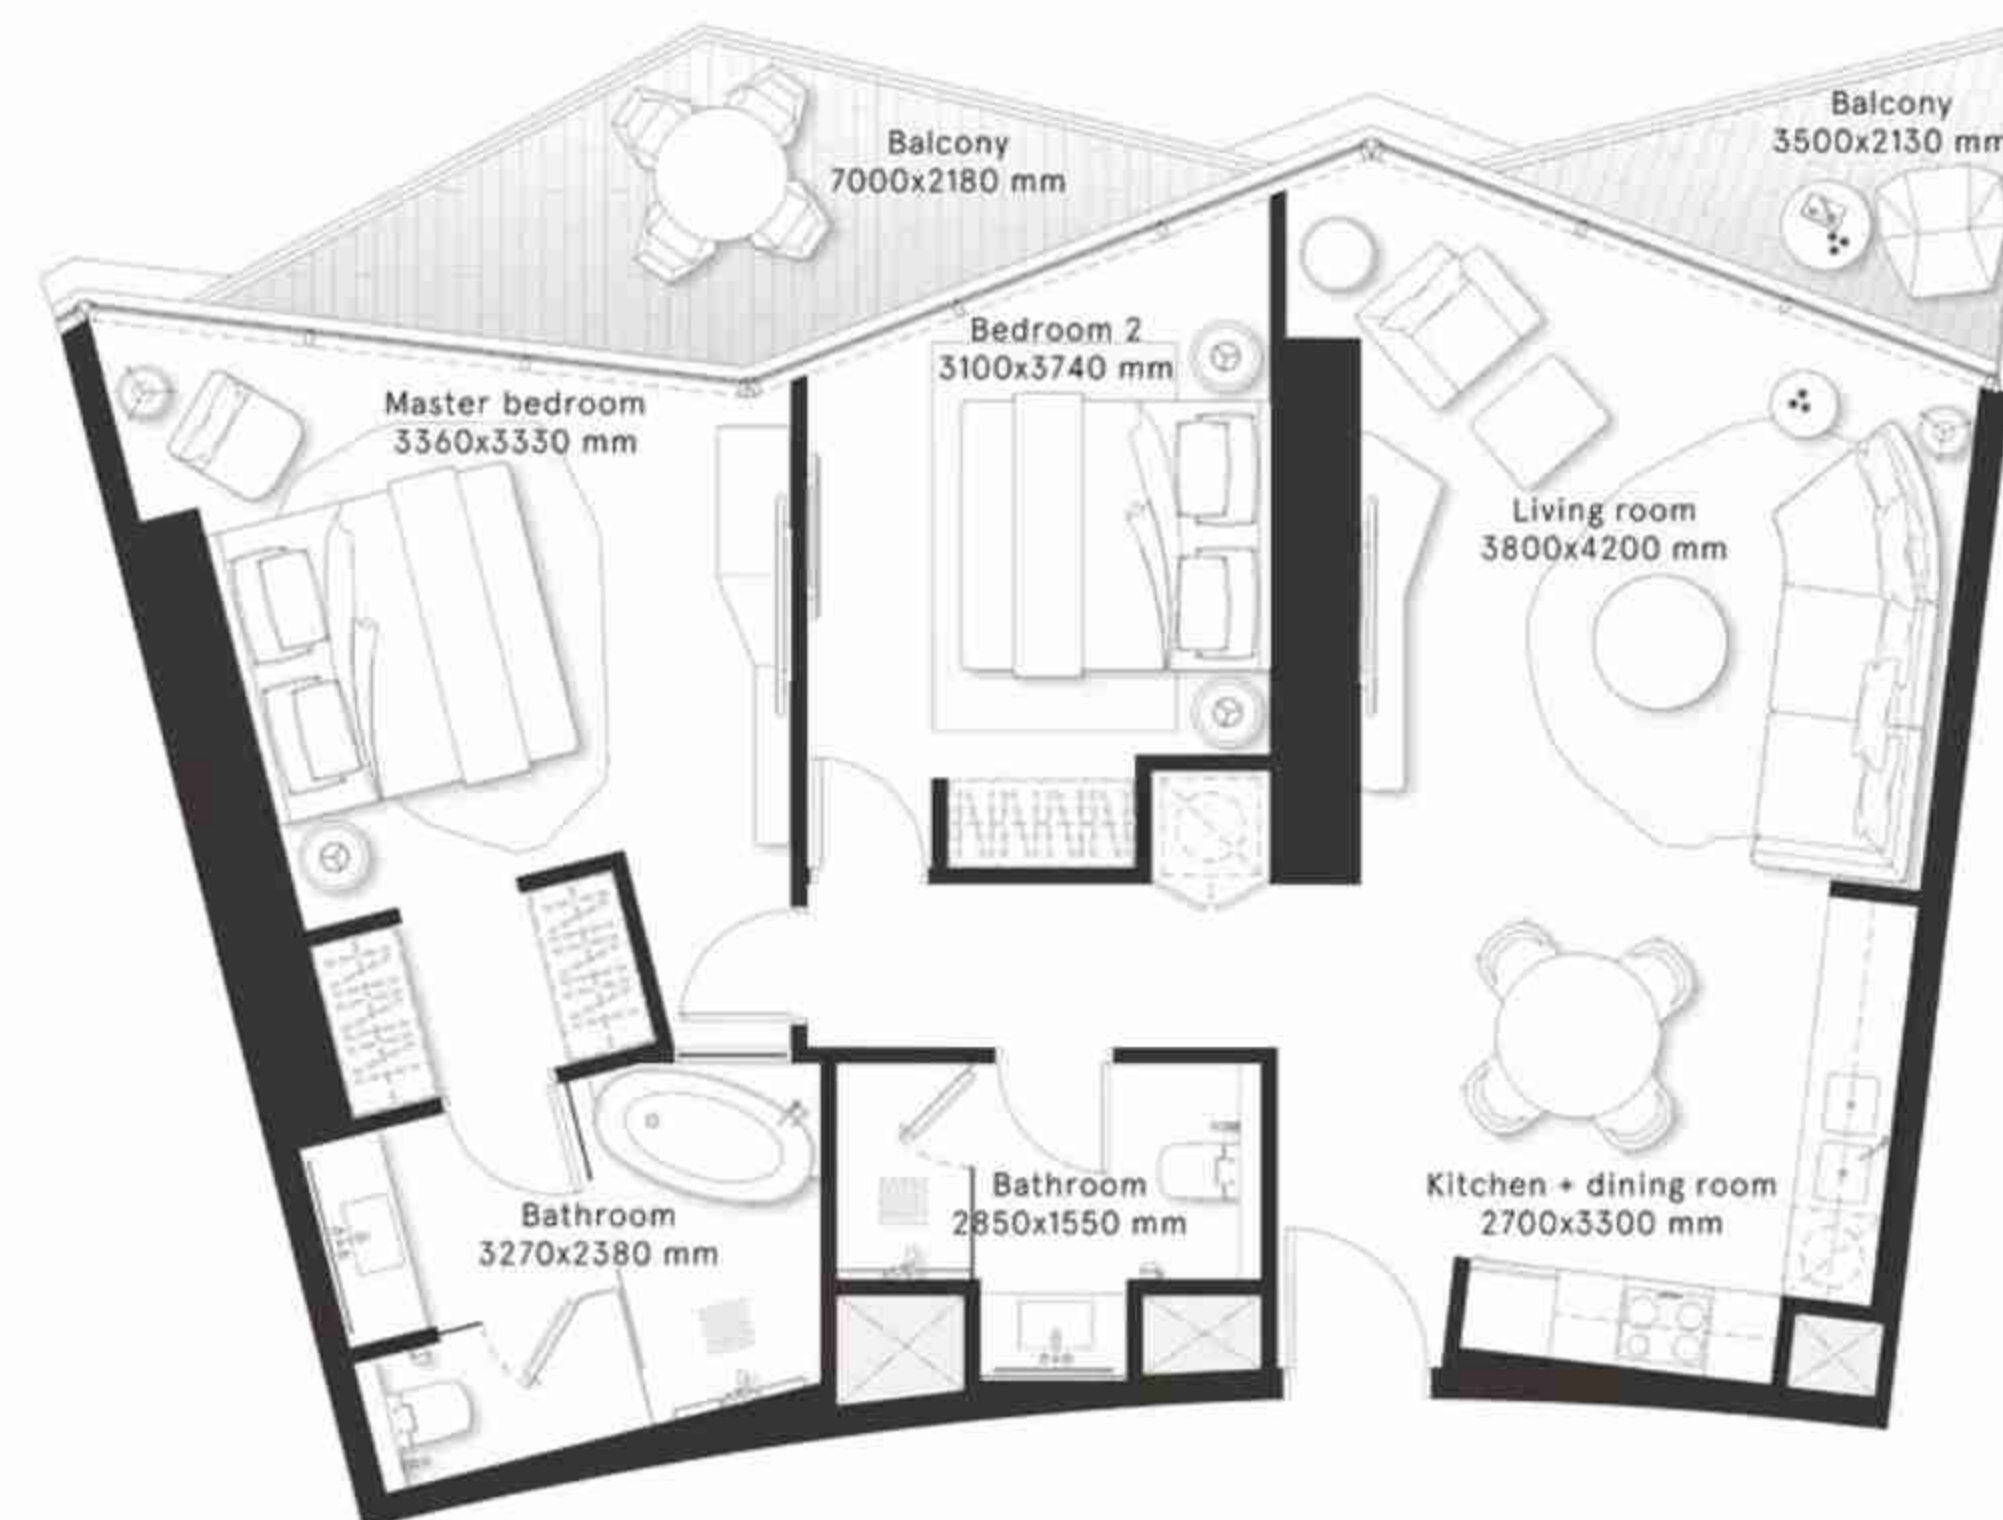 Balcony
7000x2180 mm
Balcony
3500x2130 mm
Bedroom 2
3100x3740 mm
Master bedroom
3360x3330 mm
Living room
3800x4200 mm
Bathroom
3270x2380 mm
Bathroom
2850x1550 mm
Kitchen + dining room
2700x3300 mm